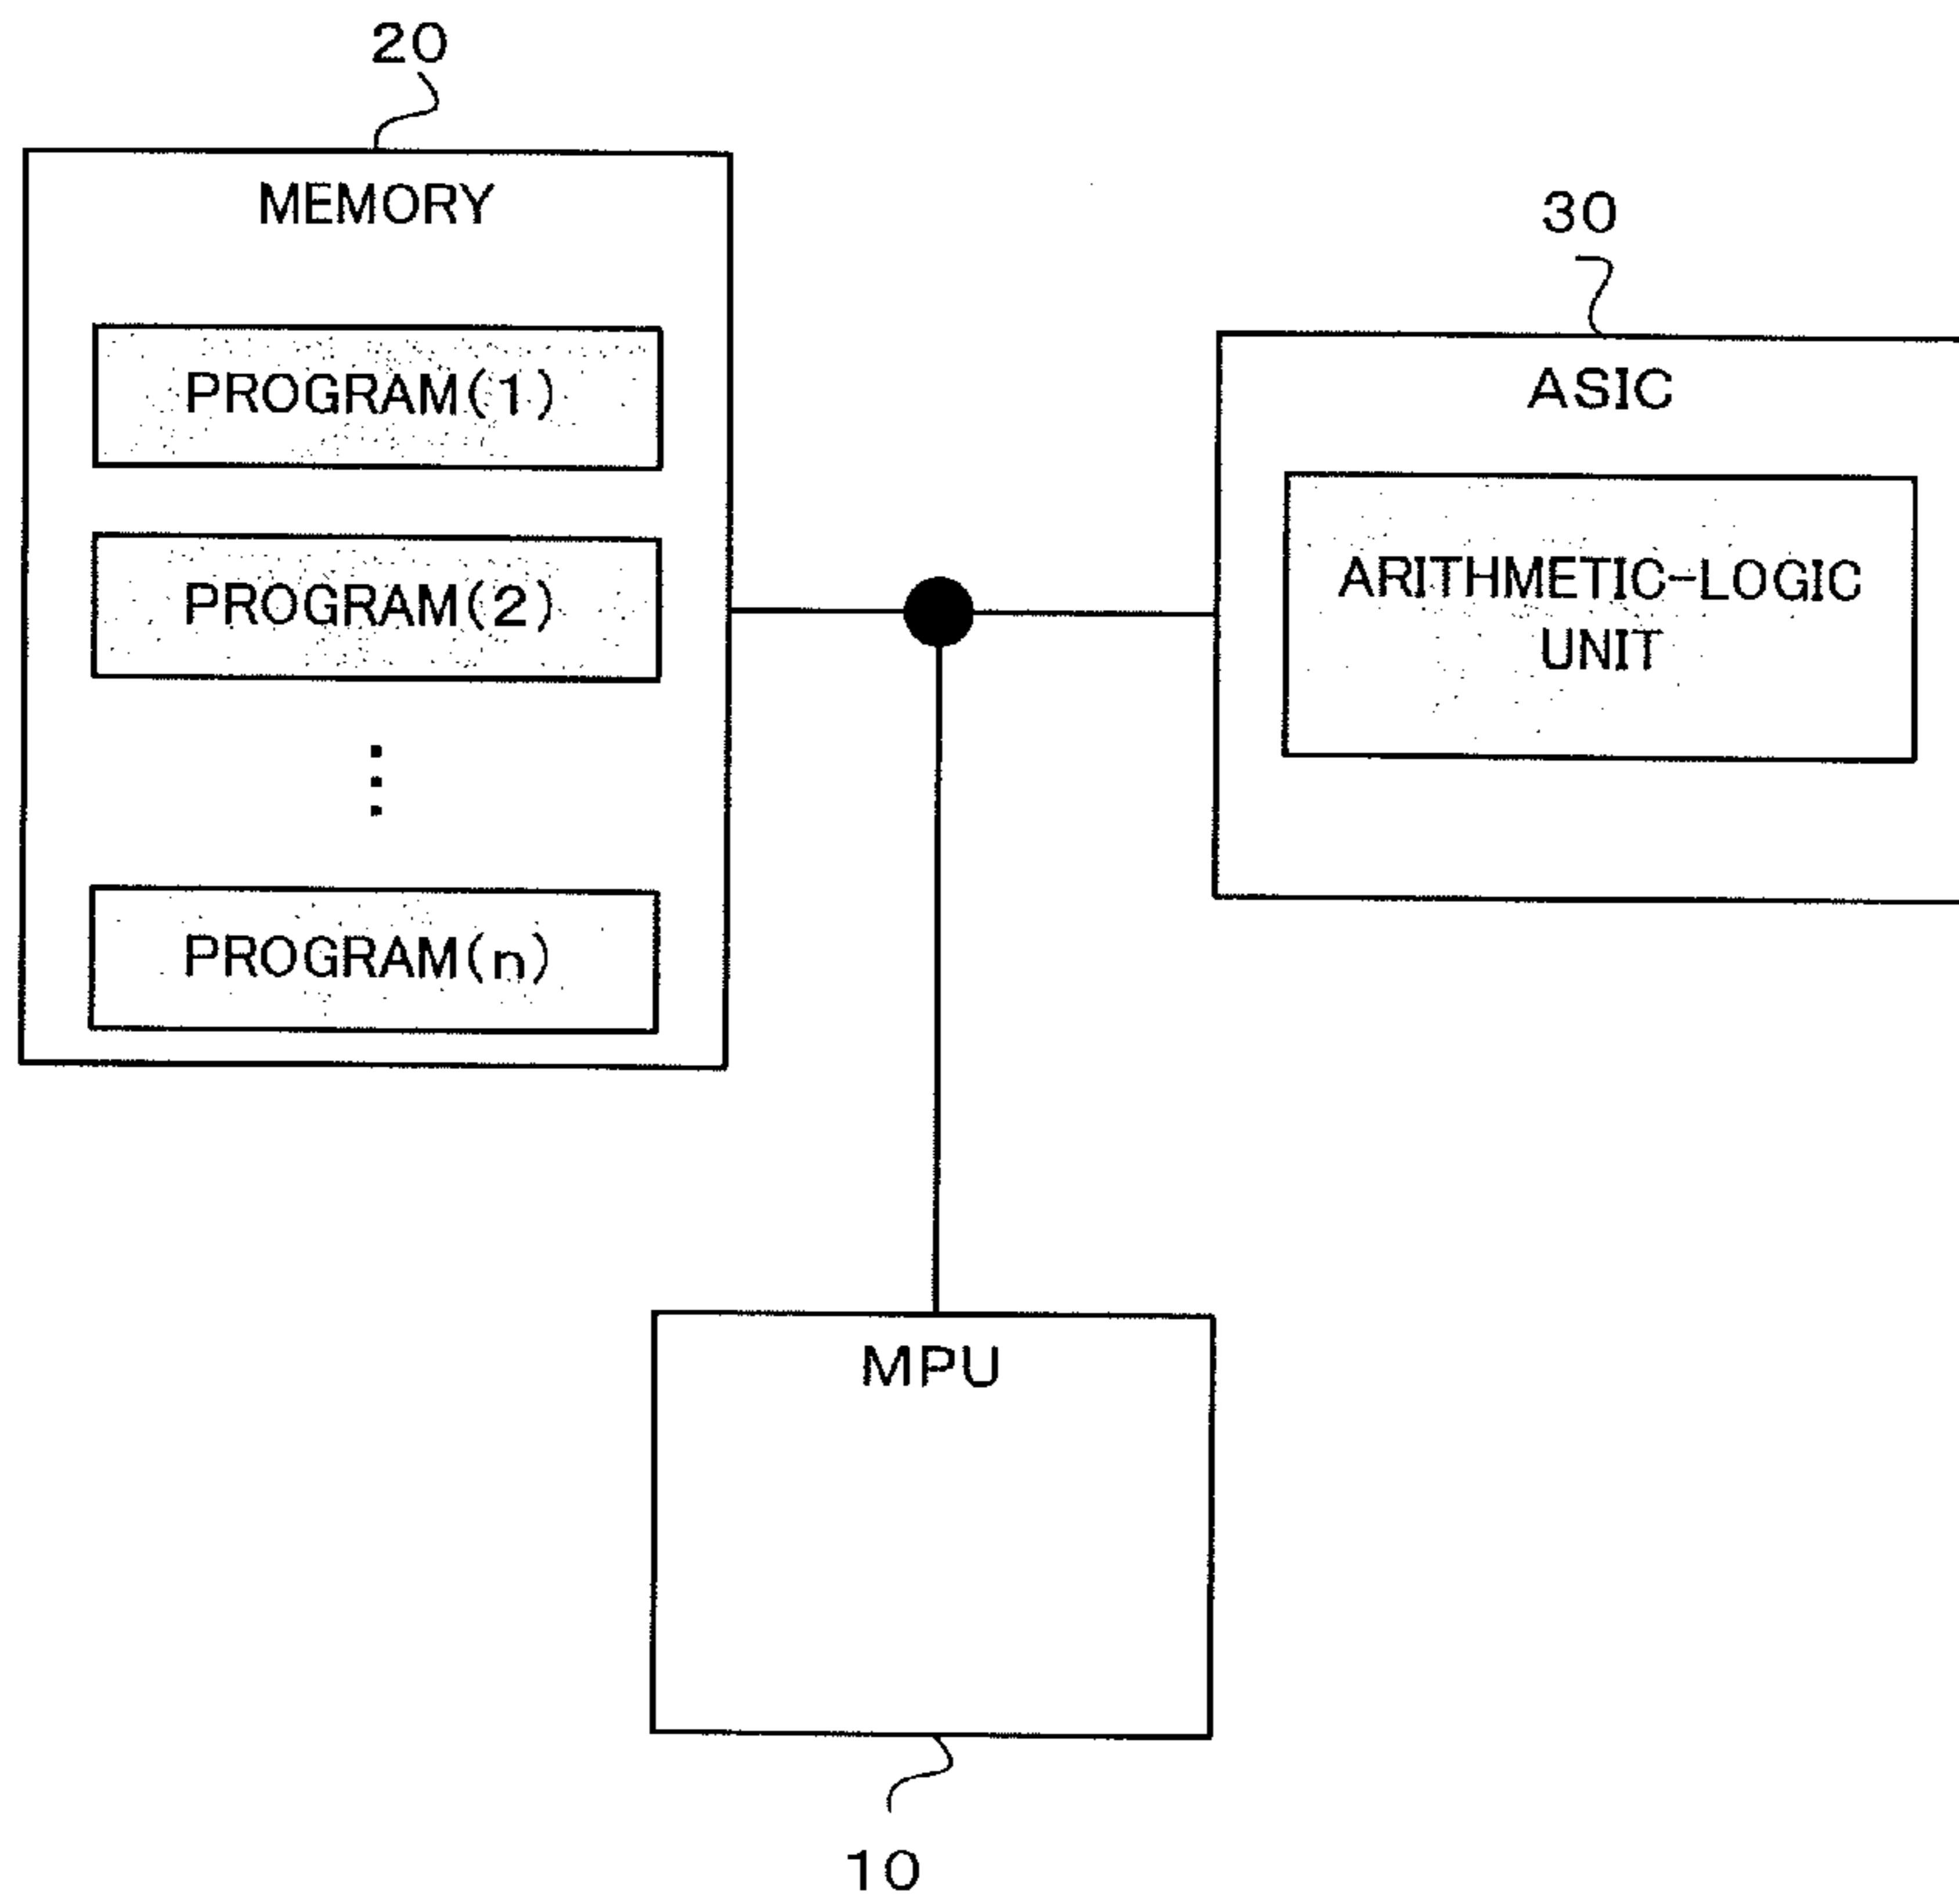 20
MEMORY
PROGRAM(1)
PROGRAM(2)
⋮
PROGRAM(n)
30
ASIC
ARITHMETIC-LOGIC
UNIT
MPU
10